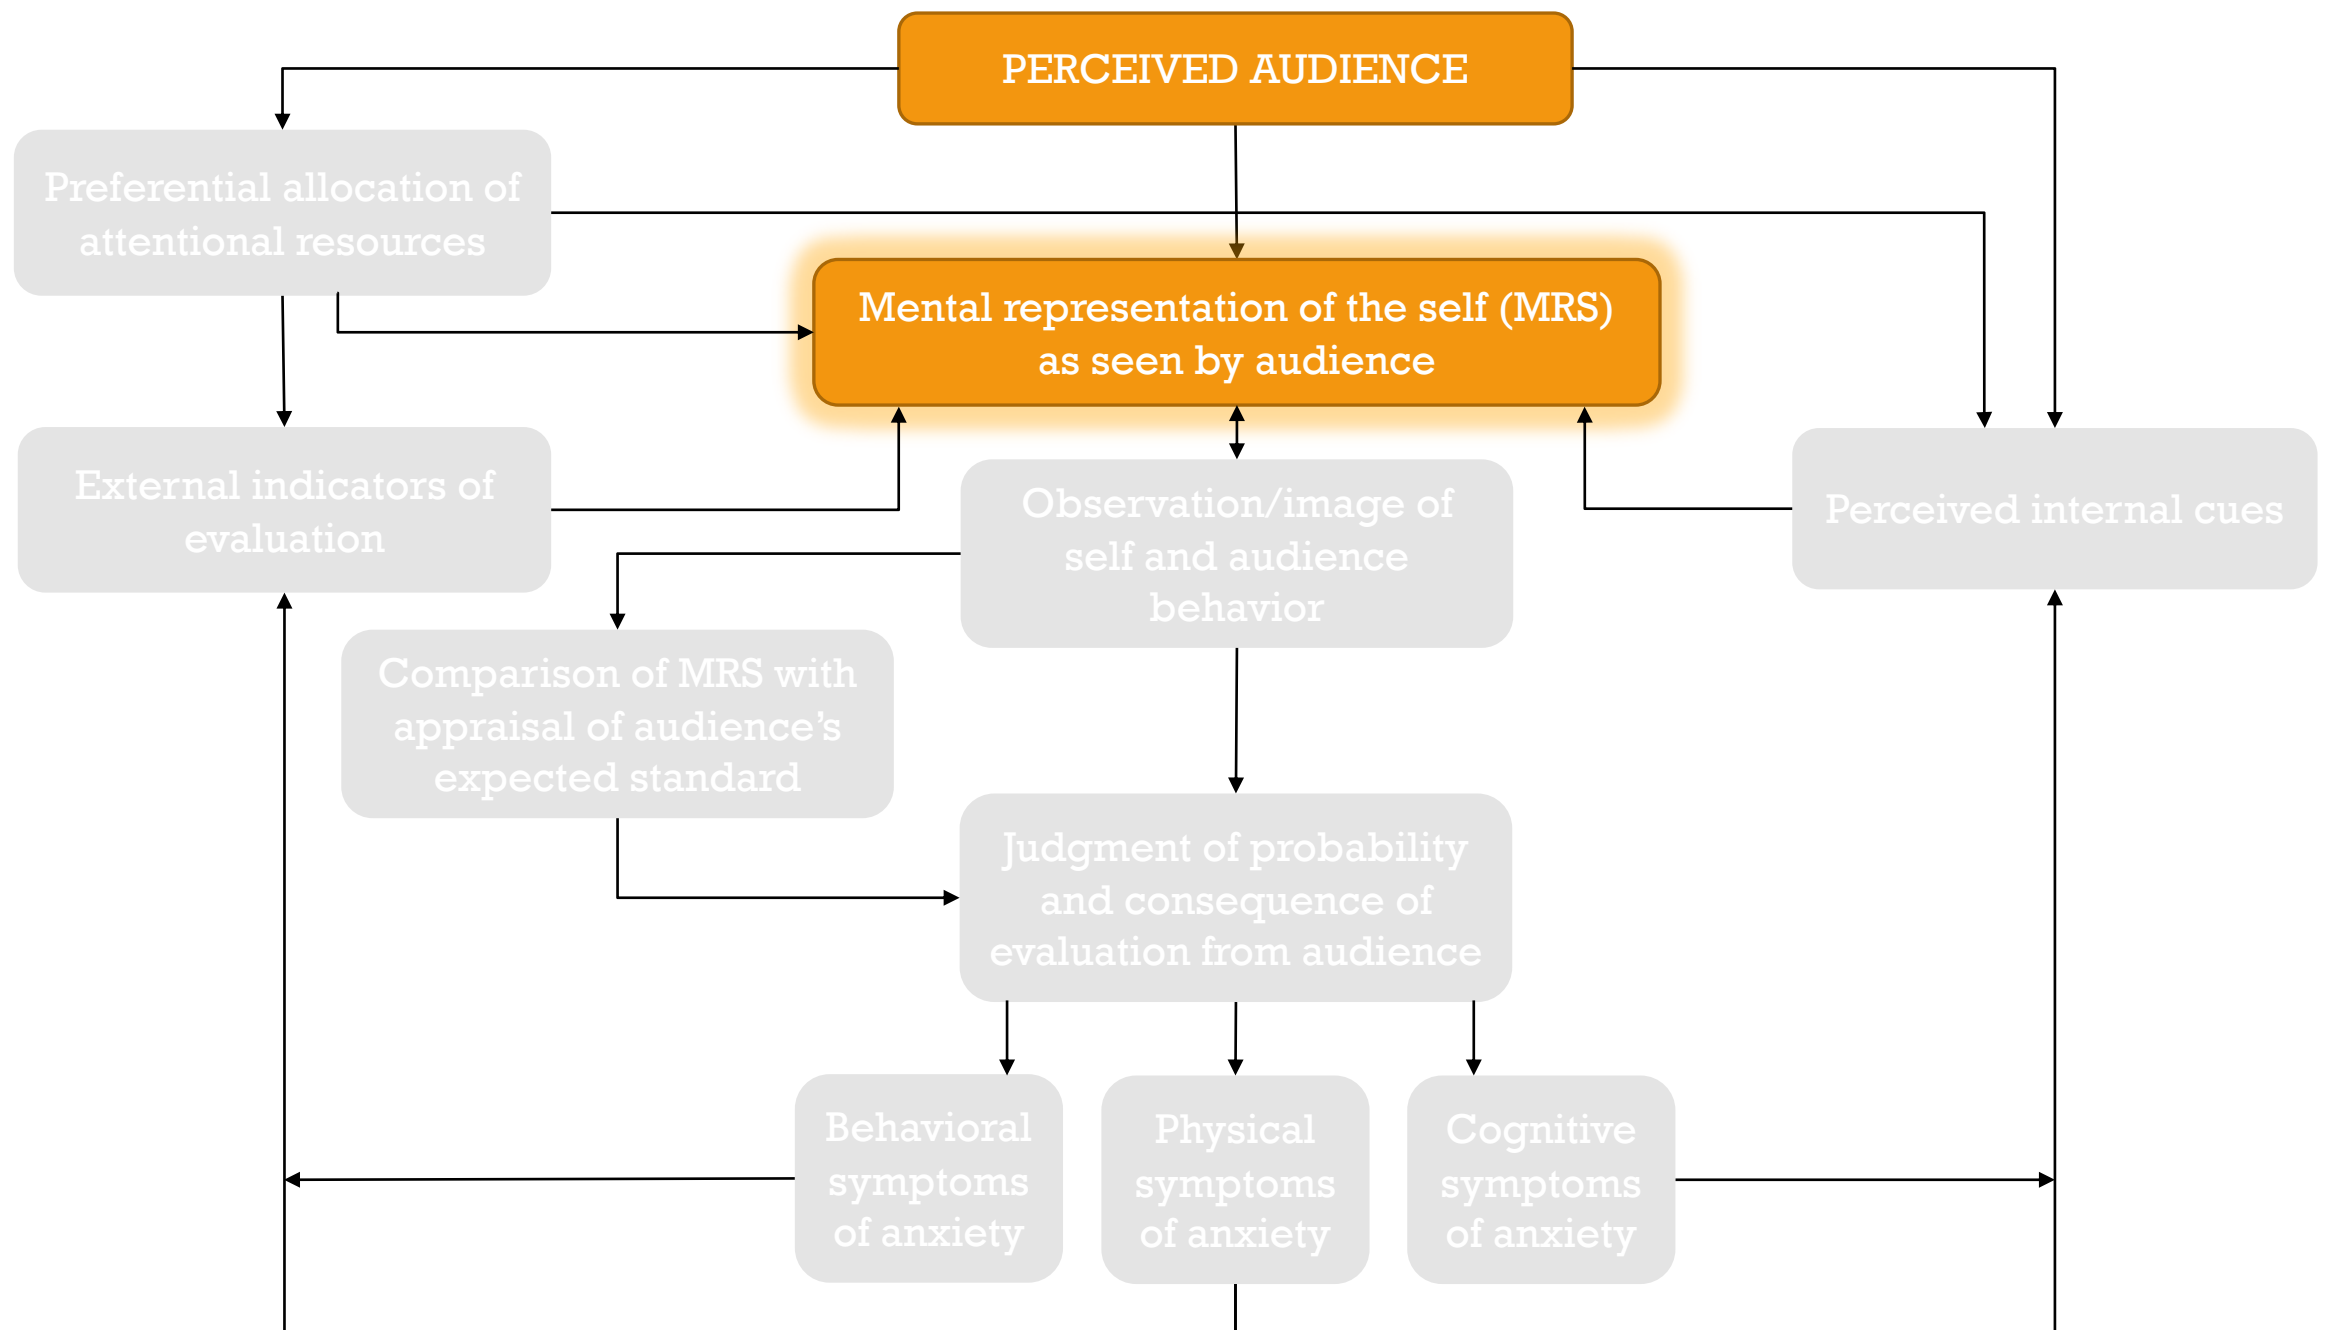 PERCEIVED AUDIENCE
Preferential allocation of
attentional resources
Mental representation of the self (MRS)
as seen by audience
External indicators of
evaluation
Observation/image of
self and audience
behavior
Perceived internal cues
Comparison of MRS with
appraisal of audience’s
expected standard
Judgment of probability
and consequence of
evaluation from audience
Behavioral
symptoms
of anxiety
Physical
symptoms
of anxiety
Cognitive
symptoms
of anxiety